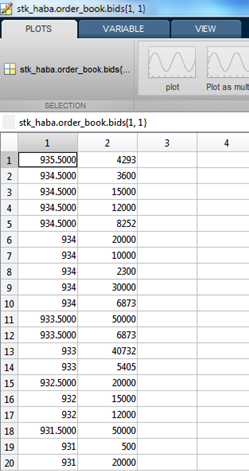 stk_haba.order_book.bids{1, 1}
PLOTS VARIABLE VIEW
stk_haba.order_book.bids{...
plot Plot as mult
SELECTION
stk_haba.order_book.bids{1, 1}
1 2 3 4
1 935.5000 4293
2 934.5000 3600
3 934.5000 15000
4 934.5000 12000
5 934.5000 8252
6 934 20000
7 934 10000
8 934 2300
9 934 30000
10 934 6873
11 933.5000 50000
12 933.5000 6873
13 933 40732
14 933 5405
15 932.5000 20000
16 932 15000
17 932 12000
18 931.5000 50000
19 931 500
20 931 20000